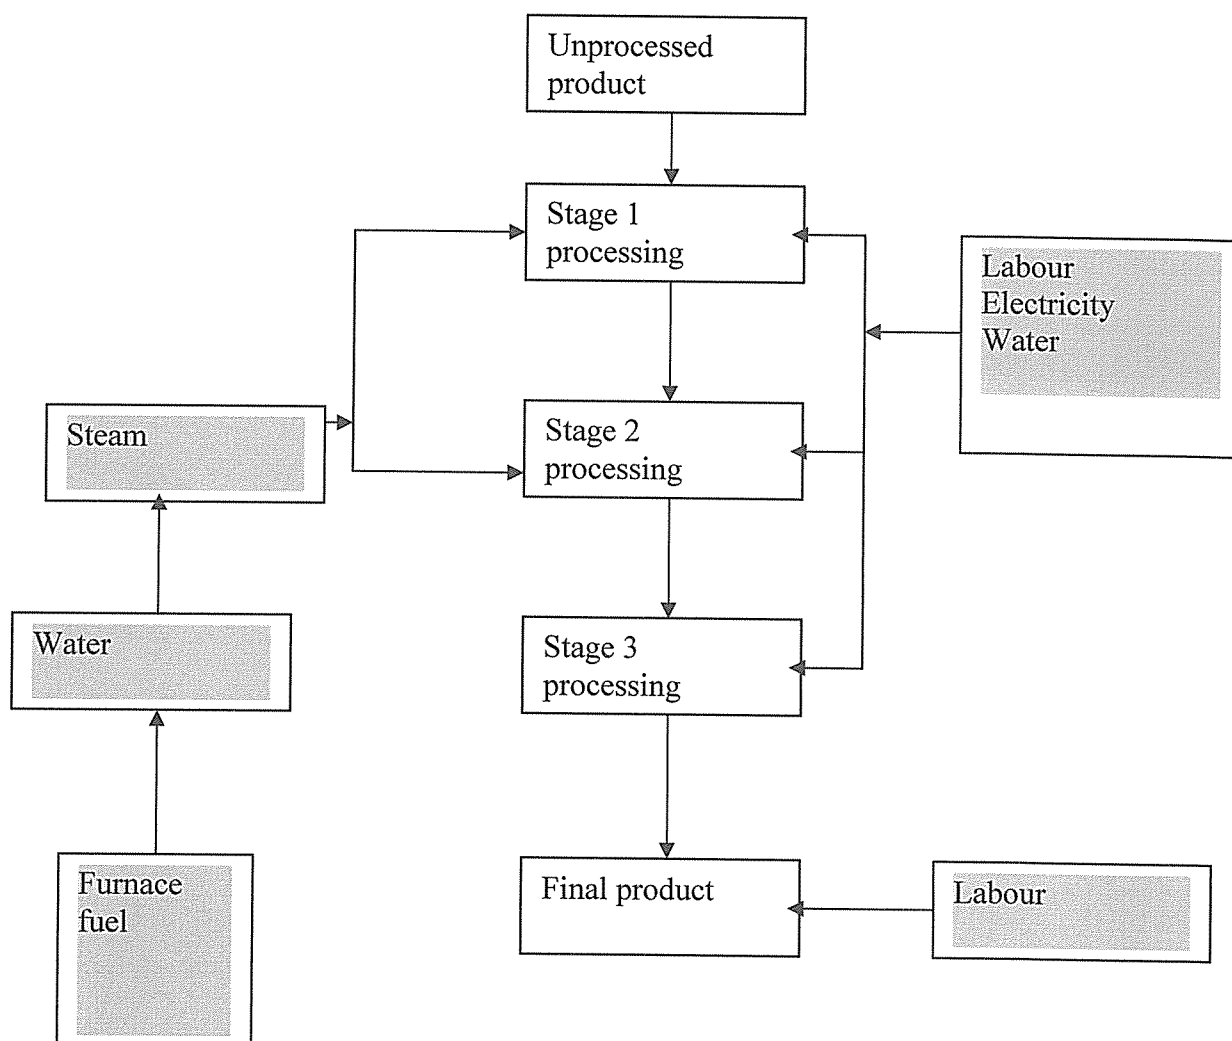 Unprocessed
product
Stage 1
processing
Labour
Electricity
Water
Steam
Stage 2
processing
Water
Stage 3
processing
Furnace
fuel
Final product
Labour